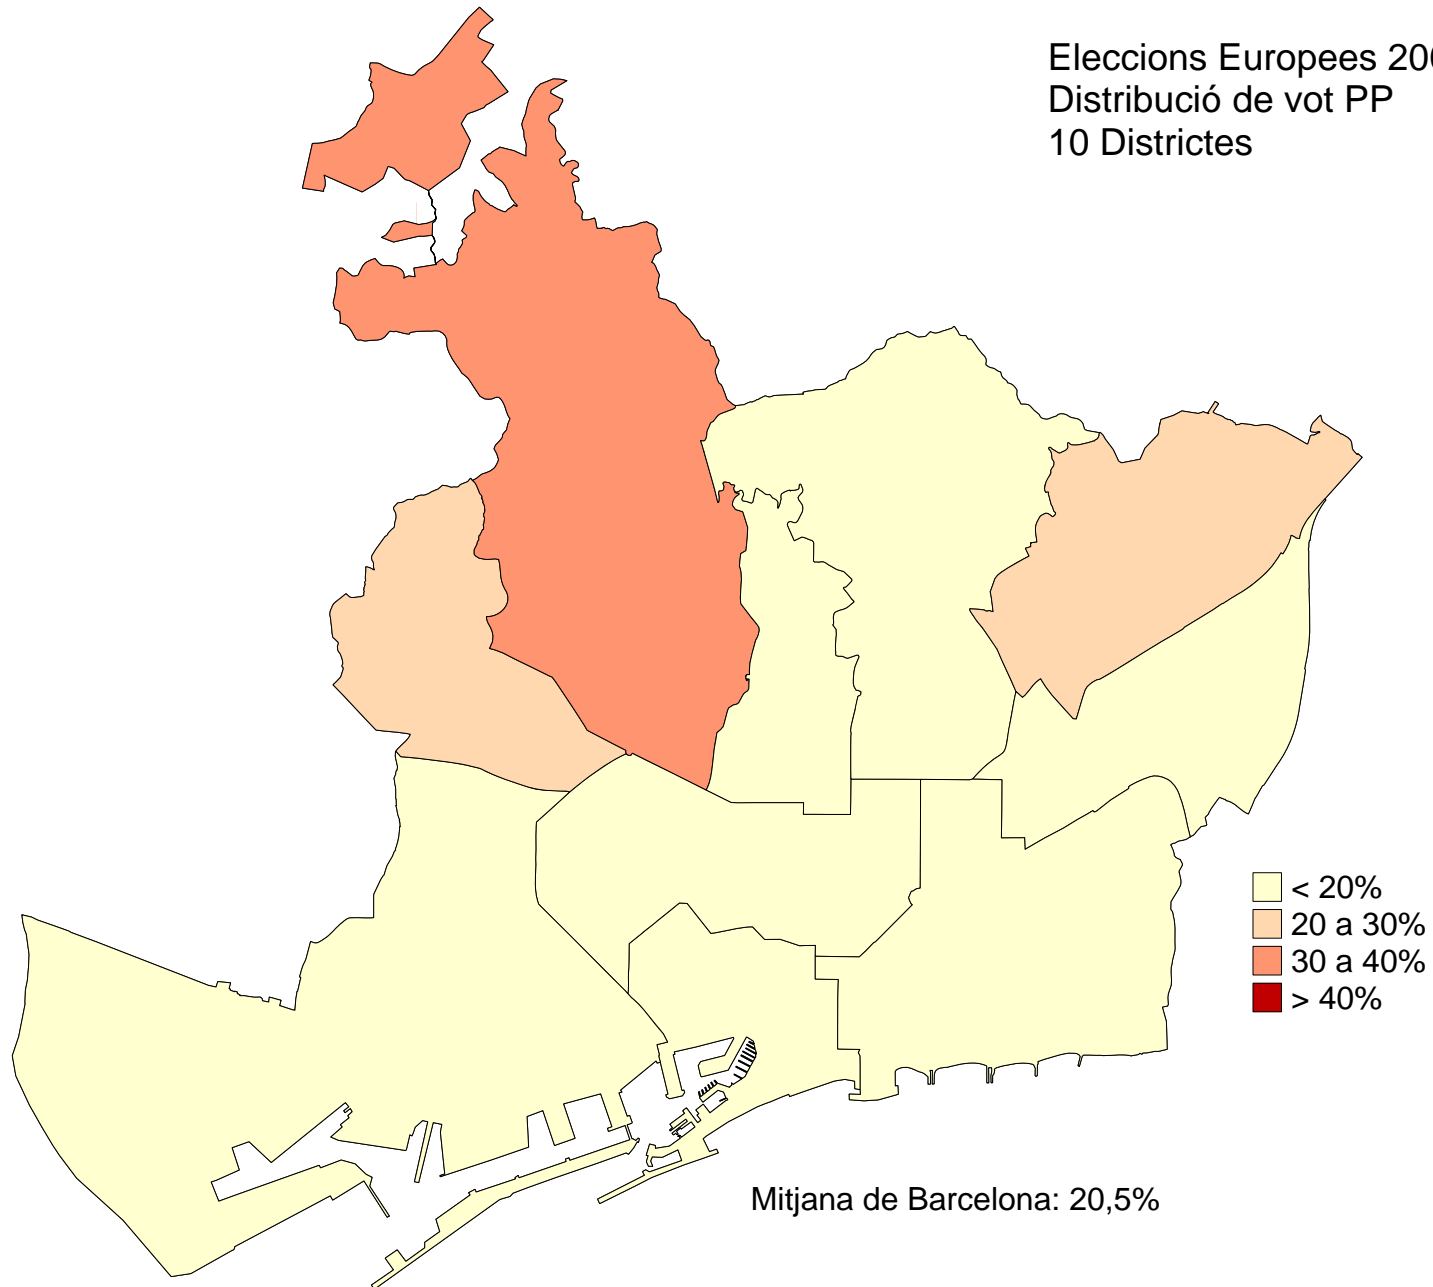 Eleccions Europees 200
Distribució de vot PP
10 Districtes
< 20%
20 a 30%
30 a 40%
> 40%
Mitjana de Barcelona: 20,5%